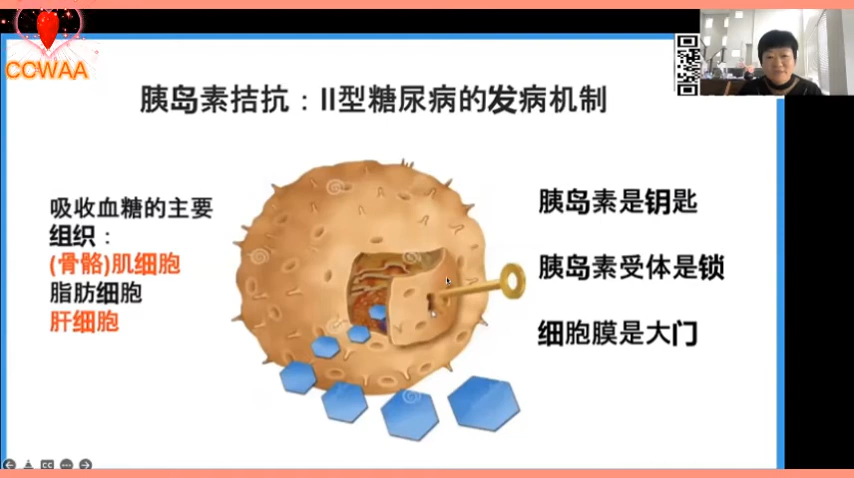 CCWAA
胰岛素拮抗：II型糖尿病的发病机制
吸收血糖的主要
组织：
(骨骼)肌细胞
脂肪细胞
肝细胞
胰岛素是钥匙
胰岛素受体是锁
细胞膜是大门
CC